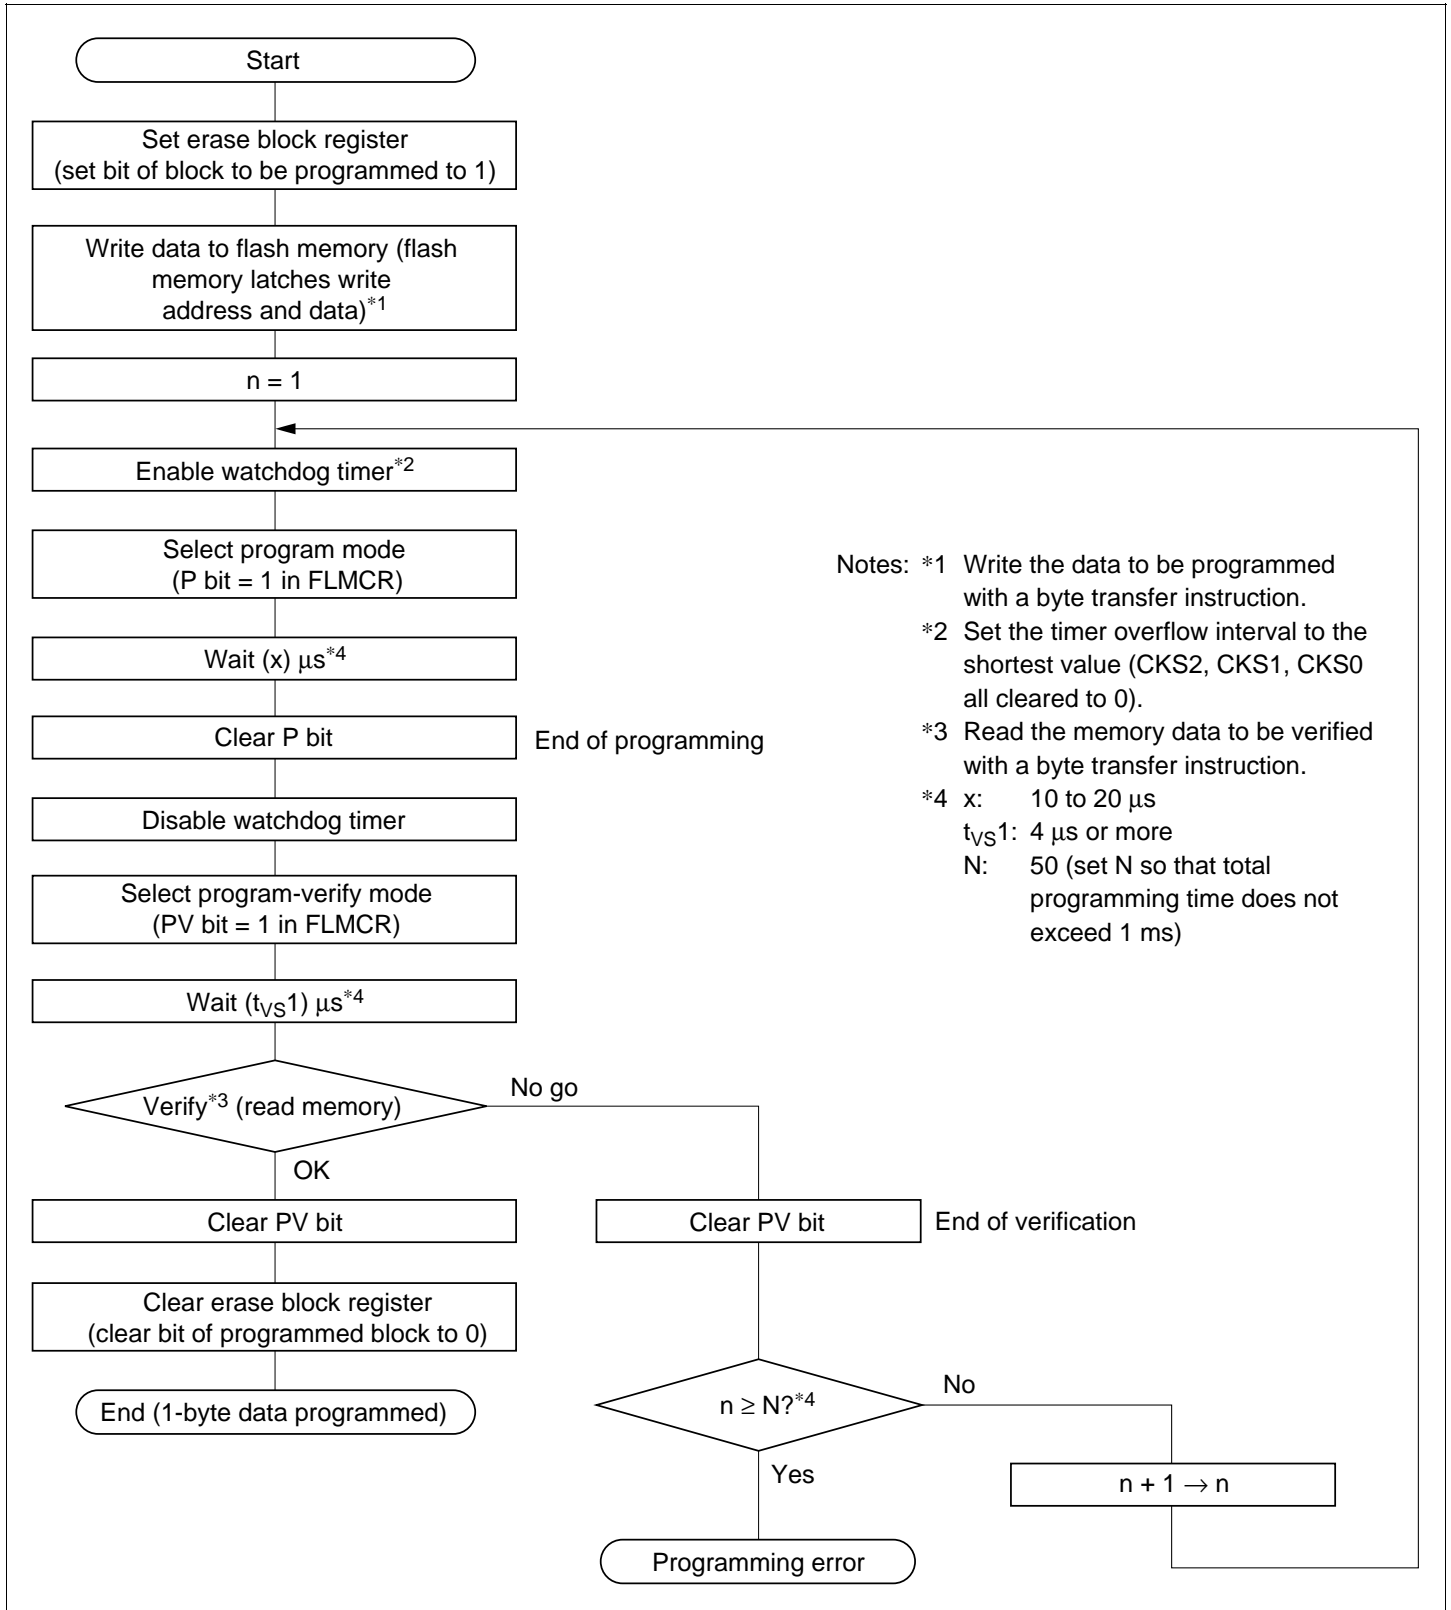 Start
Set erase block register
(set bit of block to be programmed to 1)
Write data to flash memory (flash
memory latches write
address and data)*1
n = 1
Enable watchdog timer*2
Select program mode
(P bit = 1 in FLMCR)
Wait (x) μs*4
Clear P bit
End of programming
Disable watchdog timer
Select program-verify mode
(PV bit = 1 in FLMCR)
Wait (tVS1) μs*4
Verify*3 (read memory)
No go
OK
Clear PV bit
Clear erase block register
(clear bit of programmed block to 0)
End (1-byte data programmed)
Clear PV bit
End of verification
n ≥ N?*4
No
Yes
n + 1 → n
Programming error
Notes: *1 Write the data to be programmed
with a byte transfer instruction.
*2 Set the timer overflow interval to the
shortest value (CKS2, CKS1, CKS0
all cleared to 0).
*3 Read the memory data to be verified
with a byte transfer instruction.
*4 x: 10 to 20 μs
tVS1: 4 μs or more
N: 50 (set N so that total
programming time does not
exceed 1 ms)